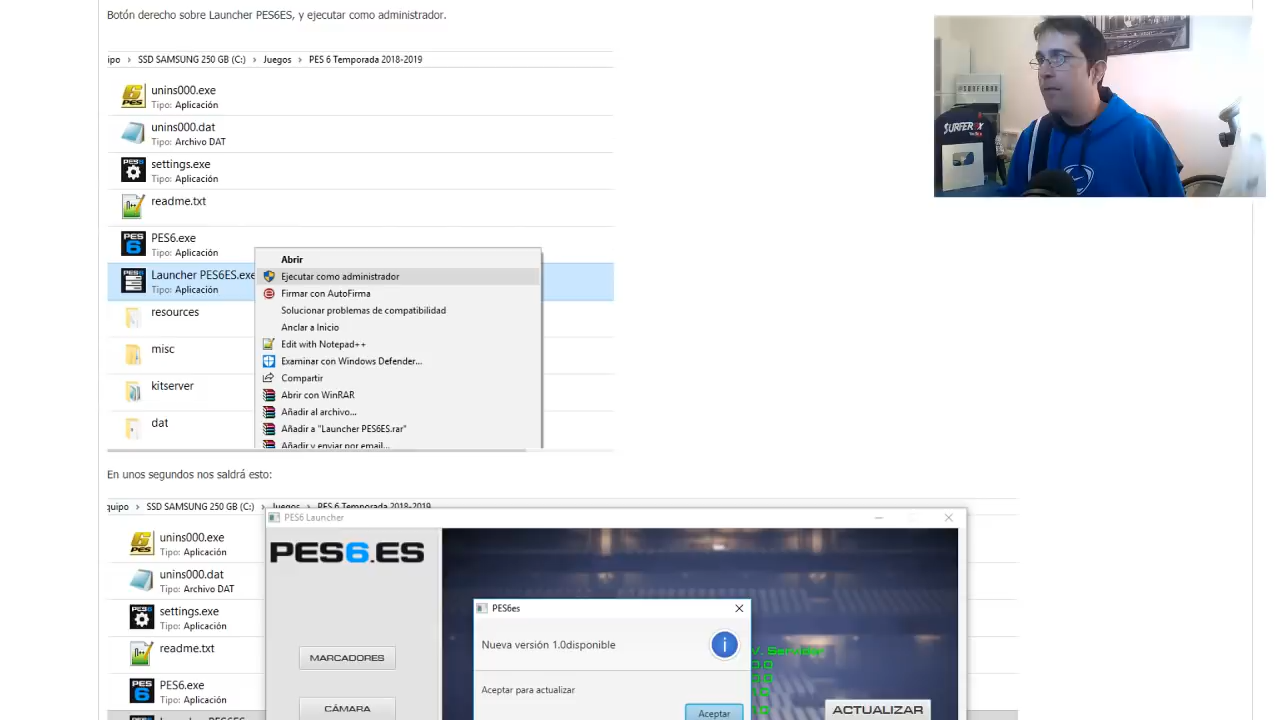 Botón derecho sobre Launcher PES6ES, y ejecutar como administrador.
ipo › SSD SAMSUNG 250 GB (C:) › Juegos › PES 6 Temporada 2018-2019
unins000.exe
Tipo: Aplicación
unins000.dat
Tipo: Archivo DAT
settings.exe
Tipo: Aplicación
readme.txt
PES6.exe
Tipo: Aplicación
Launcher PES6ES.exe
Tipo: Aplicación
resources
misc
kitserver
dat
Abrir
Ejecutar como administrador
Firmar con AutoFirma
Solucionar problemas de compatibilidad
Anclar a Inicio
Edit with Notepad++
Examinar con Windows Defender...
Compartir
Abrir con WinRAR
Añadir al archivo...
Añadir a "Launcher PES6ES.rar"
Añadir y enviar por email...
SURFER
En unos segundos nos saldrá esto:
quipo › SSD SAMSUNG 250 GB (C:) › Juegos › PES 6 Temporada 2018-2019
unins000.exe
Tipo: Aplicación
unins000.dat
Tipo: Archivo DAT
settings.exe
Tipo: Aplicación
readme.txt
PES6.exe
Tipo: Aplicación
PES6 Launcher
PES6.ES
MARCADORES
CÁMARA
PES6es
Nueva versión 1.0disponible
Aceptar para actualizar
Aceptar
V. Servidor
ACTUALIZAR